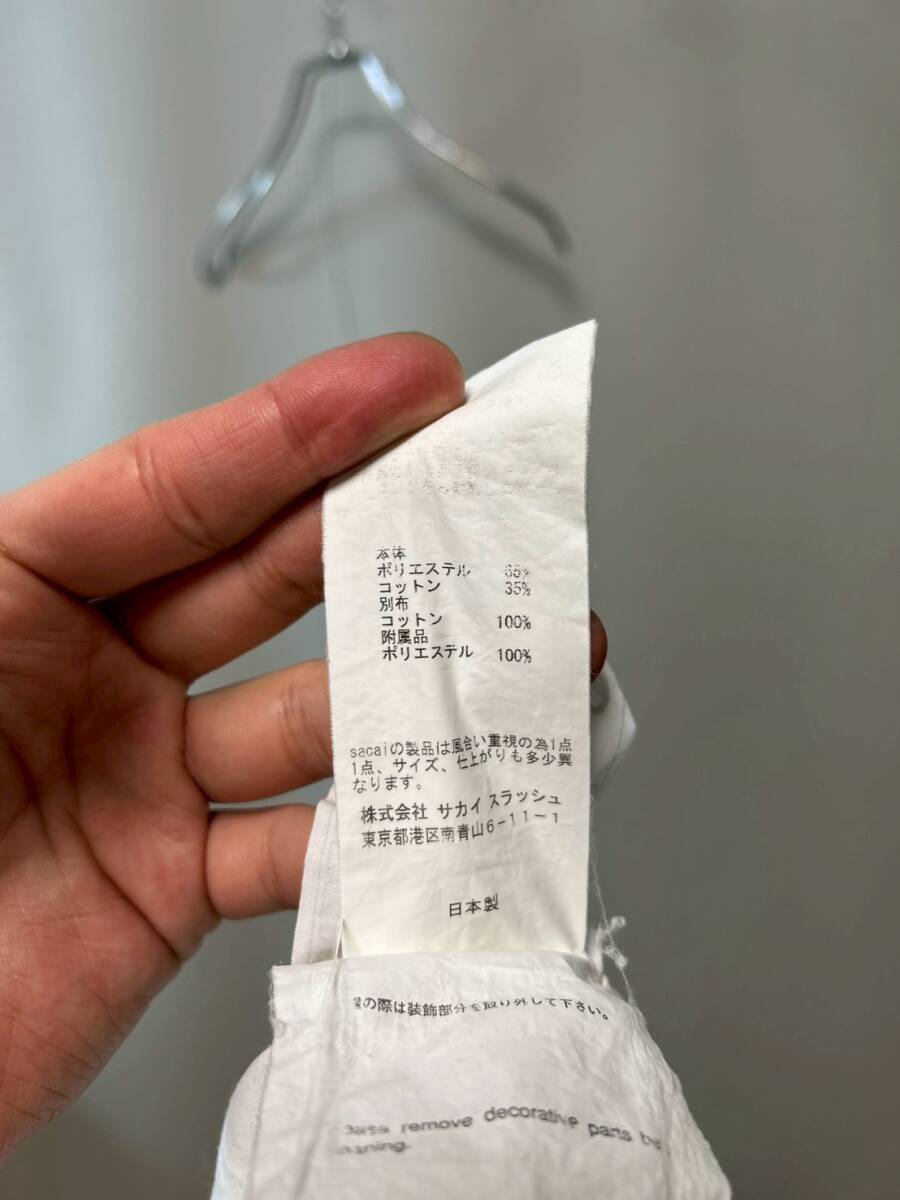 本体
ポリエステル 65%
コットン 35%
別布
コットン 100%
附属品
ポリエステル 100%
sacaiの製品は風合い重視の為1点
1点、サイズ、仕上がりも多少異
なります。
株式会社 サカイ スラッシュ
東京都港区南青山6-11-1
日本製
の際は装飾部分を取り外して下さい。
remove decorative parts